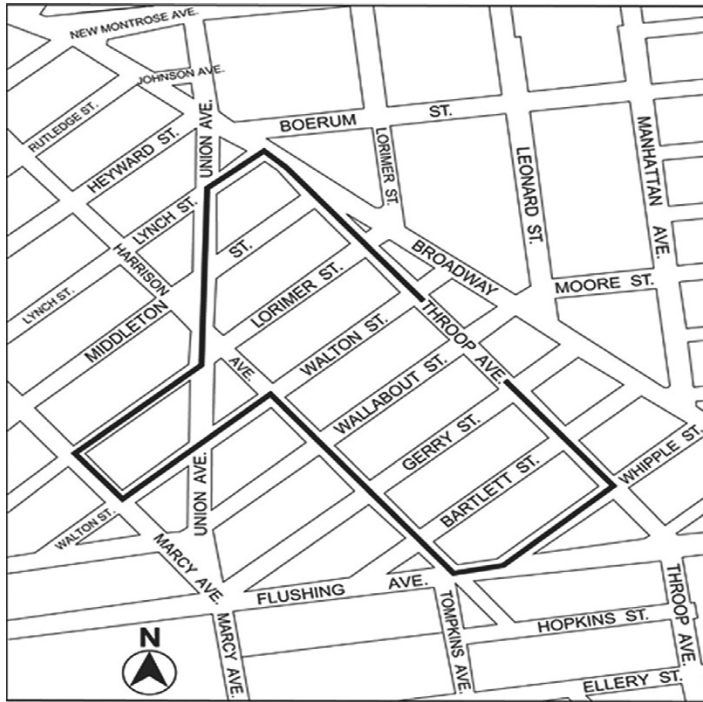 NEW MONTROSE AVE.
JOHNSON AVE.
RUTLEDGE ST.
UNION AVE.
BOERUM ST.
HEYWARD ST.
LORIMER ST.
LEONARD ST.
MANHATTAN AVE.
LYNCH ST.
HARRISON
ST.
BROADWAY
MOORE ST.
LYNCH ST.
LORIMER ST.
MIDDLETON
THROOP AVE.
WALTON ST.
AVE.
WALLABOUT ST.
GERRY ST.
WHIPPLE ST.
BARTLETT ST.
UNION AVE.
WALTON ST.
MARCY AVE.
FLUSHING AVE.
TOMPKINS AVE.
THROOP AVE.
MARCY AVE.
HOPKINS ST.
N
ELLERY ST.